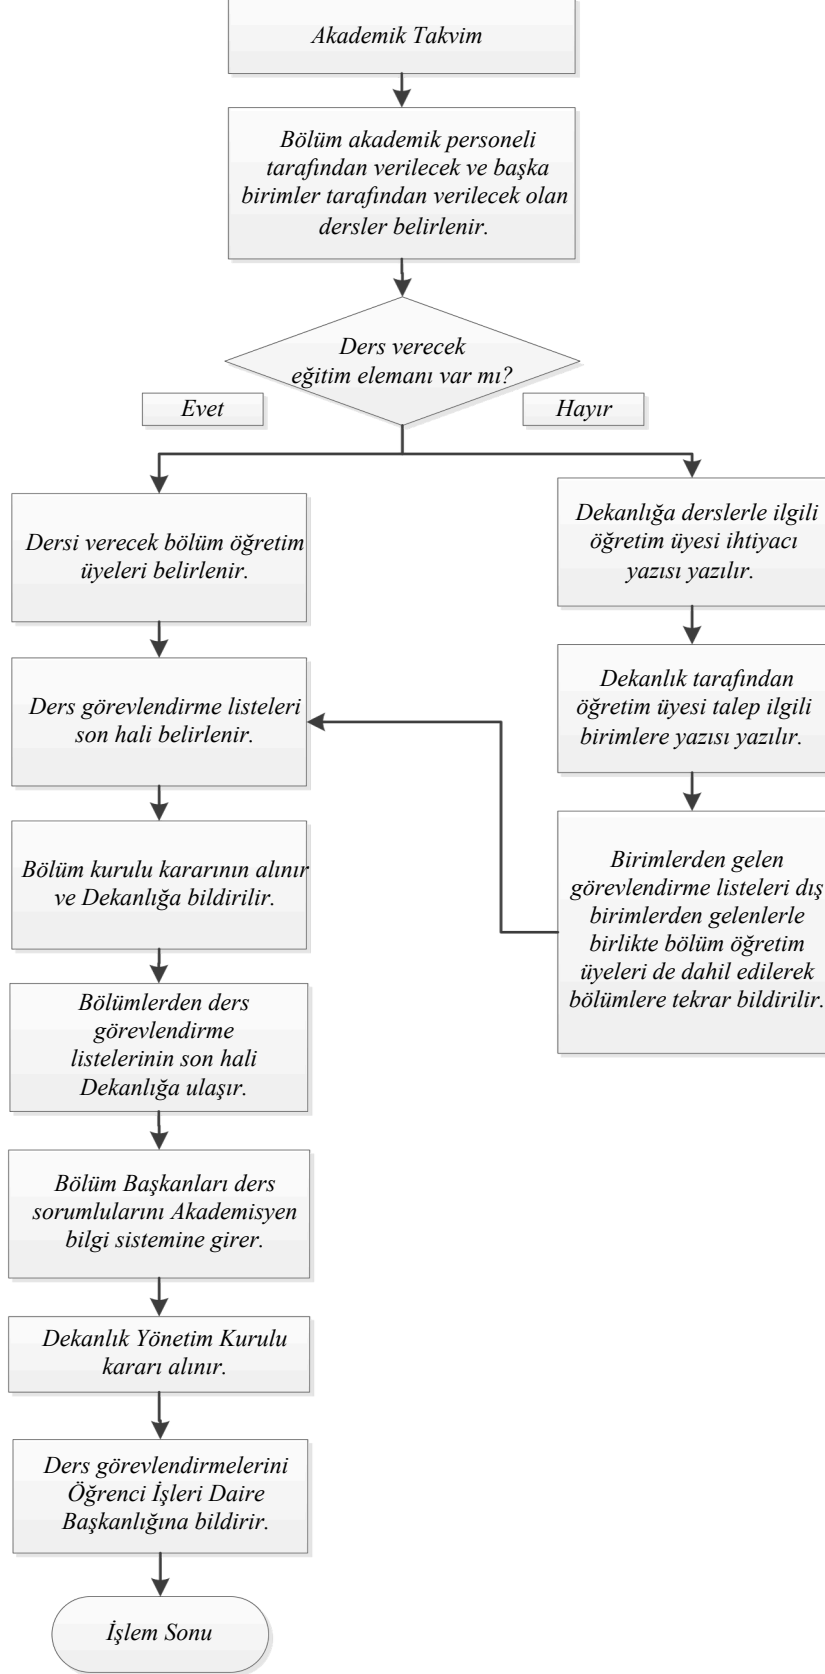 Akademik Takvim
Bölüm akademik personeli
tarafından verilecek ve başka
birimler tarafından verilecek olan
dersler belirlenir.
Ders verecek
eğitim elemanı var mı?
Evet
Hayır
Dersi verecek bölüm öğretim
üyeleri belirlenir.
Ders görevlendirme listeleri
son hali belirlenir.
Bölüm kurulu kararının alınır
ve Dekanlığa bildirilir.
Bölümlerden ders
görevlendirme
listelerinin son hali
Dekanlığa ulaşır.
Bölüm Başkanları ders
sorumlularını Akademisyen
bilgi sistemine girer.
Dekanlık Yönetim Kurulu
kararı alınır.
Ders görevlendirmelerini
Öğrenci İşleri Daire
Başkanlığına bildirir.
İşlem Sonu
Dekanlığa derslerle ilgili
öğretim üyesi ihtiyacı
yazısı yazılır.
Dekanlık tarafından
öğretim üyesi talep ilgili
birimlere yazısı yazılır.
Birimlerden gelen
görevlendirme listeleri dış
birimlerden gelenlerle
birlikte bölüm öğretim
üyeleri de dahil edilerek
bölümlere tekrar bildirilir.